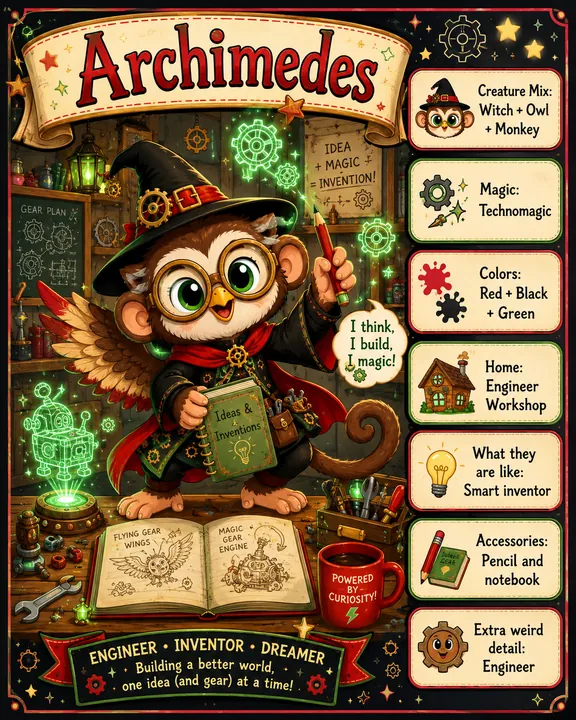 Archimedes
IDEA
+ MAGIC
= INVENTION!
GEAR PLAN
I think,
I build,
I magic!
Ideas &
Inventions
FLYING GEAR
WINGS
MAGIC
GEAR
ENGINE
POWERED
BY
CURIOSITY!
ENGINEER • INVENTOR • DREAMER
Building a better world,
one idea (and gear) at a time!
Creature Mix:
Witch + Owl
+ Monkey
Magic:
Technomagic
Colors:
Red + Black
+ Green
Home:
Engineer
Workshop
What they
are like:
Smart inventor
Accessories:
Pencil and
notebook
Extra weird
detail:
Engineer